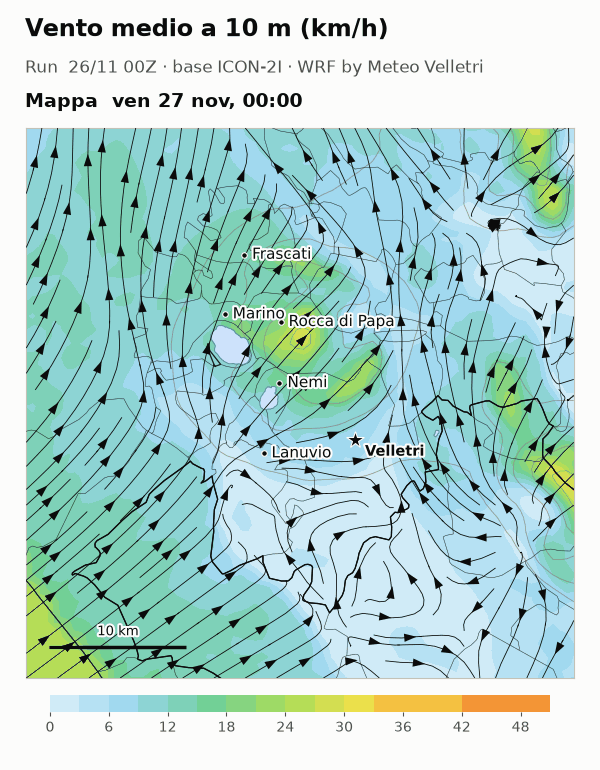 Vento medio a 10 m (km/h)
Run  26/11 00Z · base ICON-2I · WRF by Meteo Velletri
Mappa  ven 27 nov, 00:00
Frascati
Marino
Rocca di Papa
Nemi
Velletri
Lanuvio
10 km
0 6 12 18 24 30 36 42 48